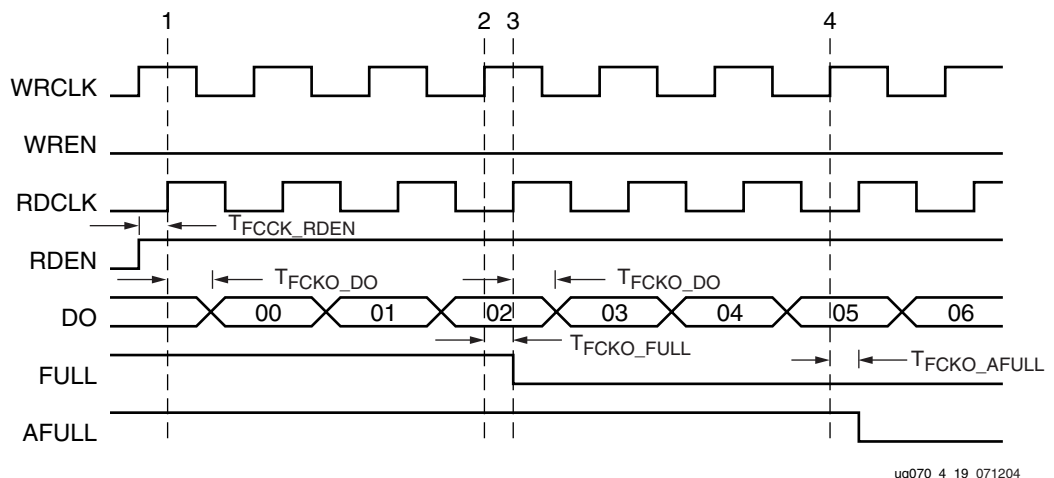 1 2 3 4
WRCLK
WREN
RDCLK
TFCCK_RDEN
RDEN
TFCKO_DO TFCKO_DO
DO 00 01 02 03 04 05 06
TFCKO_FULL
TFCKO_AFULL
FULL
AFULL
ug070_4_19_071204